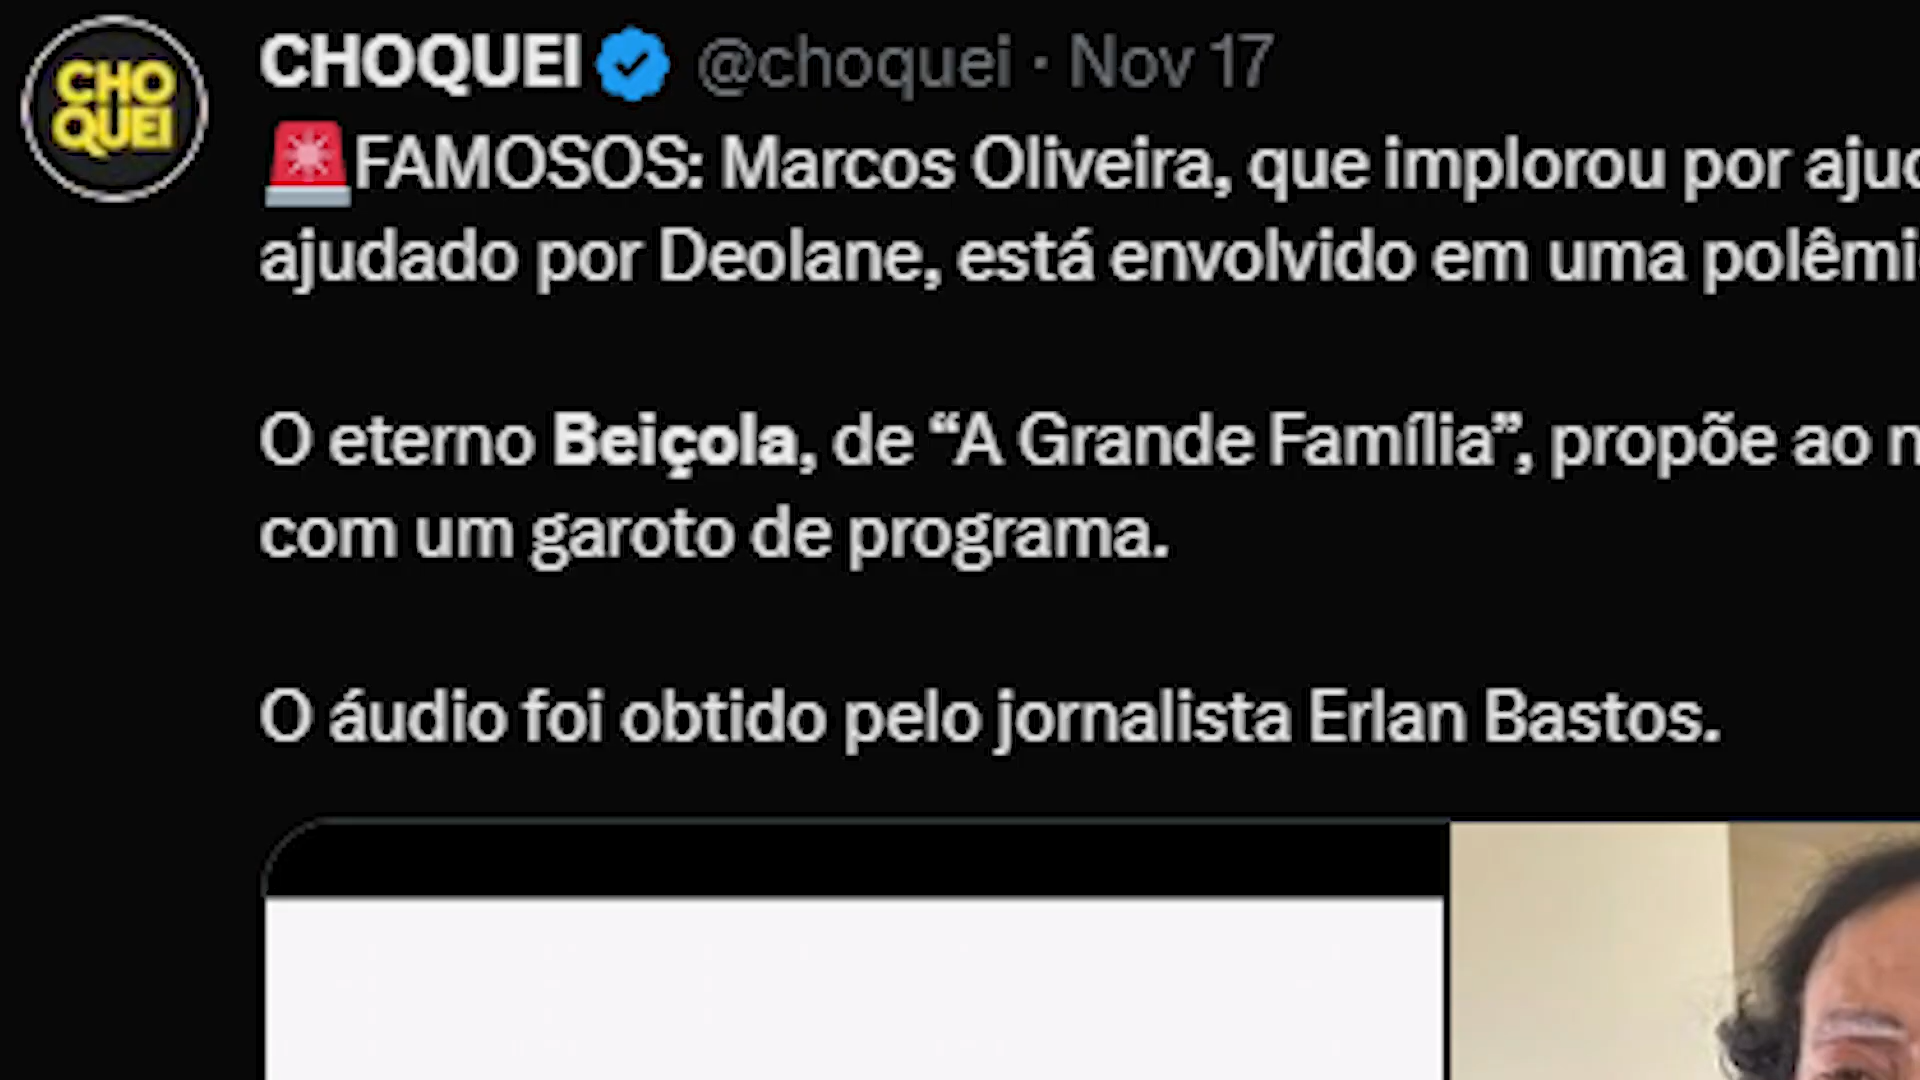 CHO
QUEI
CHOQUEI @choquei · Nov 17
FAMOSOS: Marcos Oliveira, que implorou por
ajudado por Deolane, está envolvido em uma
O eterno Beiçola, de “A Grande Família”, propõe ao
com um garoto de programa.
O áudio foi obtido pelo jornalista Erlan Bastos.